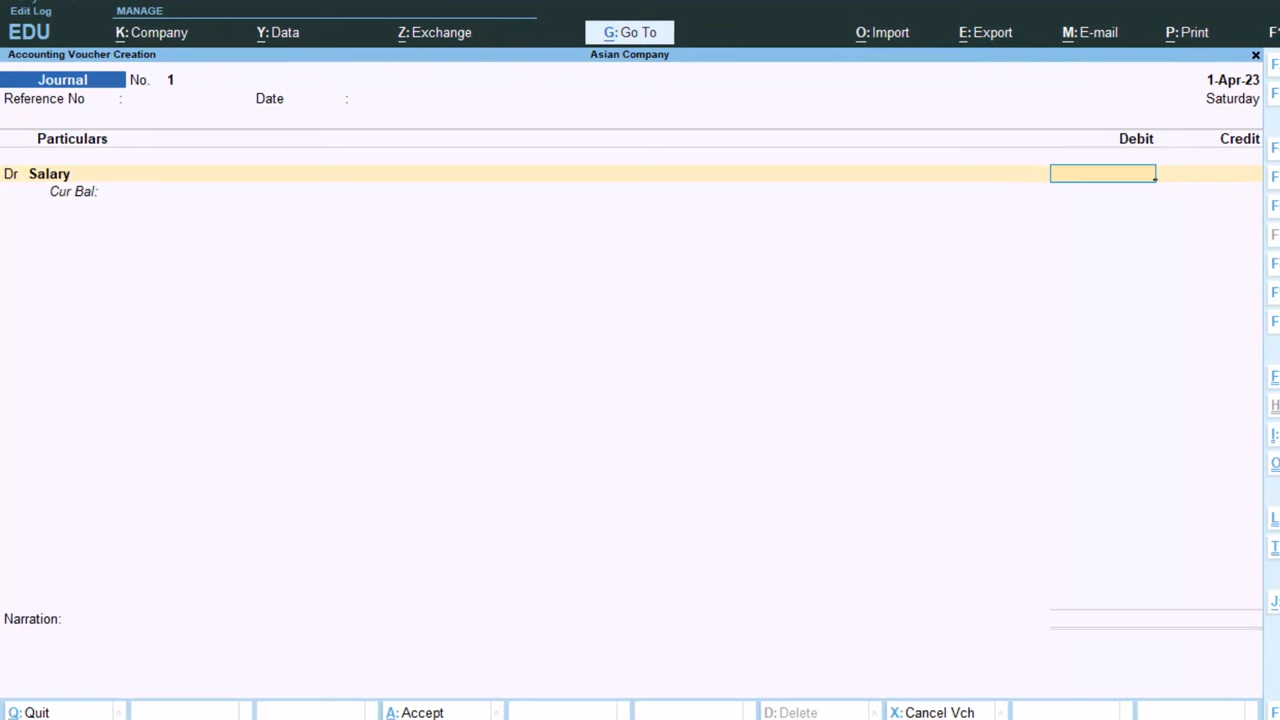 Edit Log
MANAGE
EDU
K: Company
Y: Data
Z: Exchange
G: Go To
O: Import
E: Export
M: E-mail
P: Print
F1
Accounting Voucher Creation
Asian Company
×
Journal
No. 1
1-Apr-23
Reference No :
Date :
Saturday
Particulars
Debit
Credit
Dr Salary
Cur Bal:
Narration:
F
F
F
F
F
F
F
F
F
F
H
I:
O
L
T
J:
F
Q: Quit
A: Accept
D: Delete
X: Cancel Vch